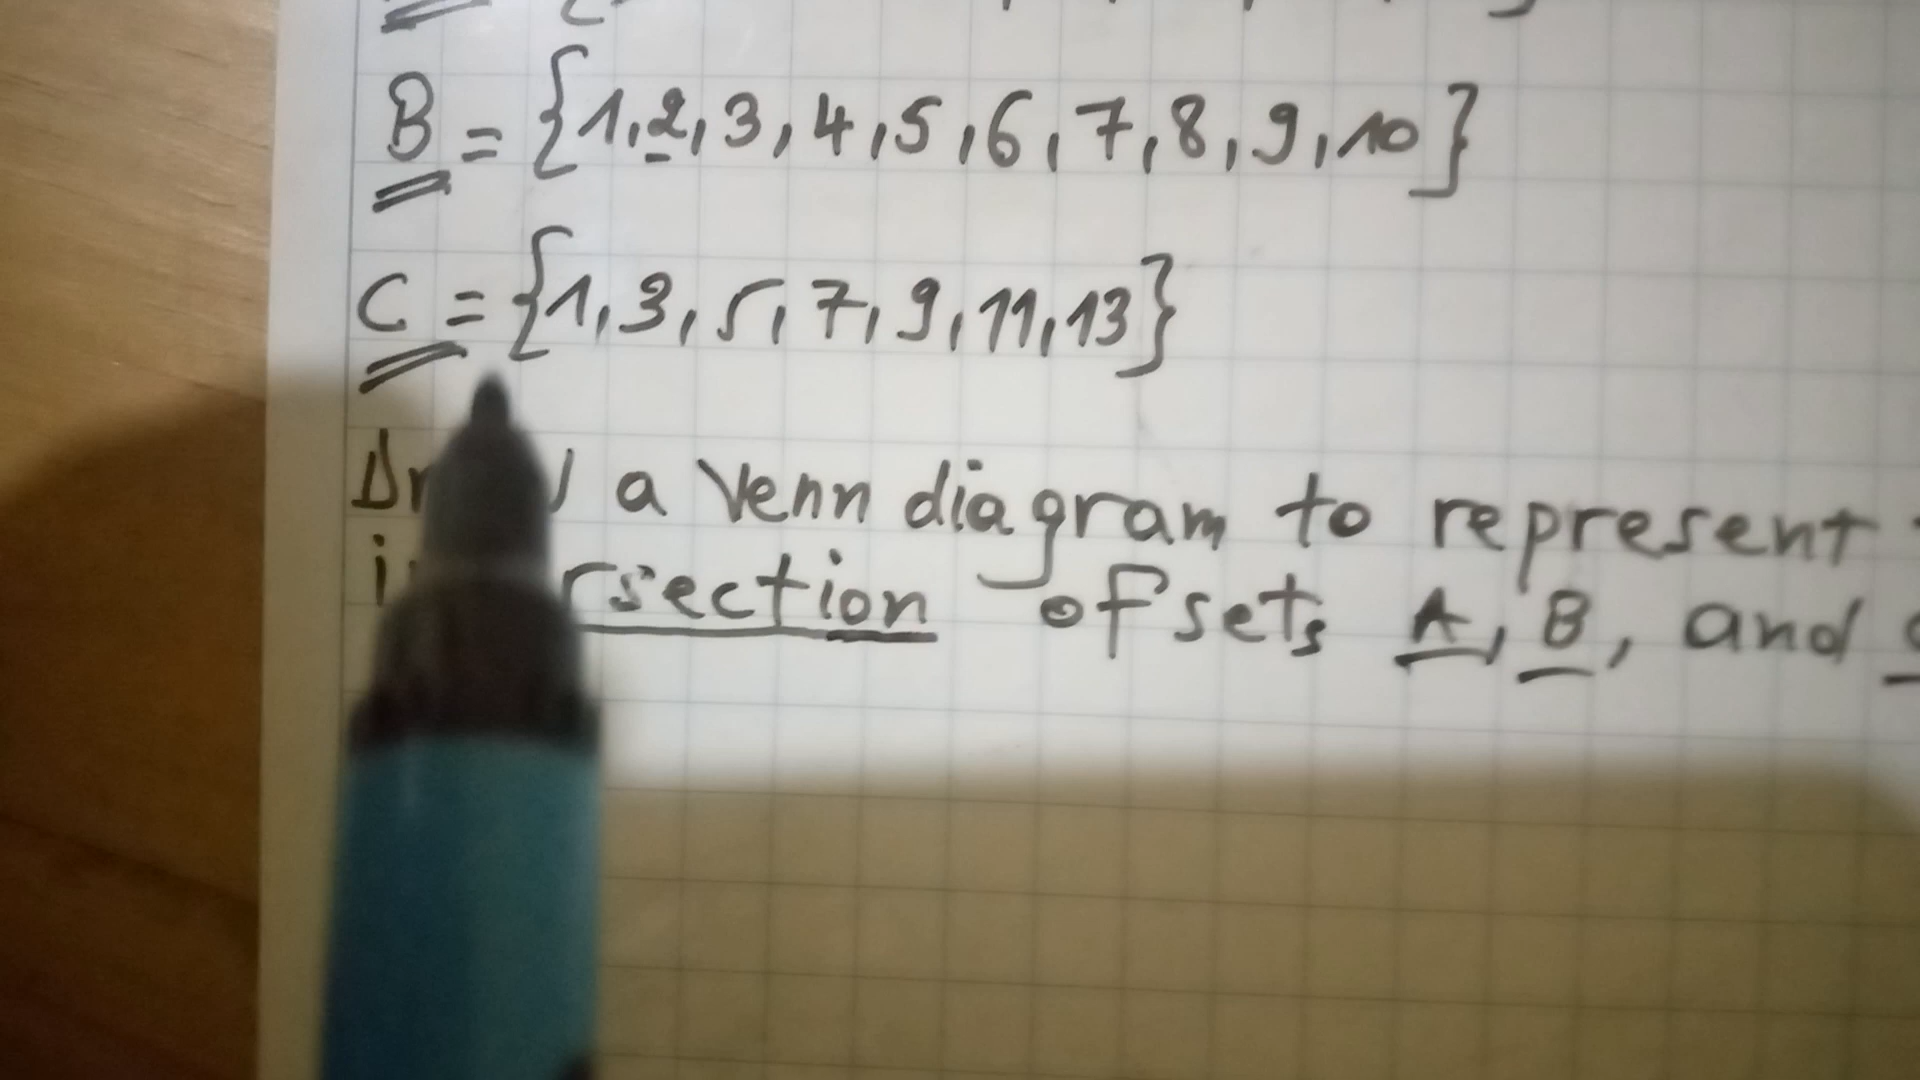 B = {1,2,3,4,5,6,7,8,9,10}
C = {1,3,5,7,9,11,13}
a Venn diagram to represent
of sets A, B, and